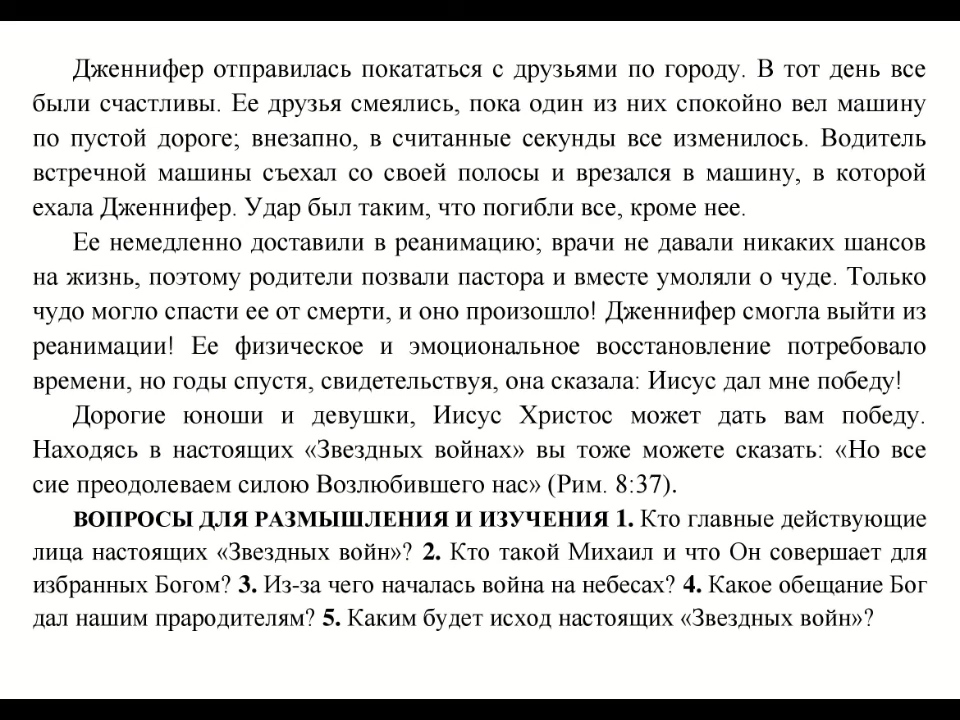 Дженнифер отправилась покататься с друзьями по городу. В тот день все
были счастливы. Ее друзья смеялись, пока один из них спокойно вел машину
по пустой дороге; внезапно, в считанные секунды все изменилось. Водитель
встречной машины съехал со своей полосы и врезался в машину, в которой
ехала Дженнифер. Удар был таким, что погибли все, кроме нее.
Ее немедленно доставили в реанимацию; врачи не давали никаких шансов
на жизнь, поэтому родители позвали пастора и вместе умоляли о чуде. Только
чудо могло спасти ее от смерти, и оно произошло! Дженнифер смогла выйти из
реанимации! Ее физическое и эмоциональное восстановление потребовало
времени, но годы спустя, свидетельствуя, она сказала: Иисус дал мне победу!
Дорогие юноши и девушки, Иисус Христос может дать вам победу.
Находясь в настоящих «Звездных войнах» вы тоже можете сказать: «Но все
сие преодолеваем силою Возлюбившего нас» (Рим. 8:37).
ВОПРОСЫ ДЛЯ РАЗМЫШЛЕНИЯ И ИЗУЧЕНИЯ 1. Кто главные действующие
лица настоящих «Звездных войн»? 2. Кто такой Михаил и что Он совершает для
избранных Богом? 3. Из-за чего началась война на небесах? 4. Какое обещание Бог
дал нашим прародителям? 5. Каким будет исход настоящих «Звездных войн»?